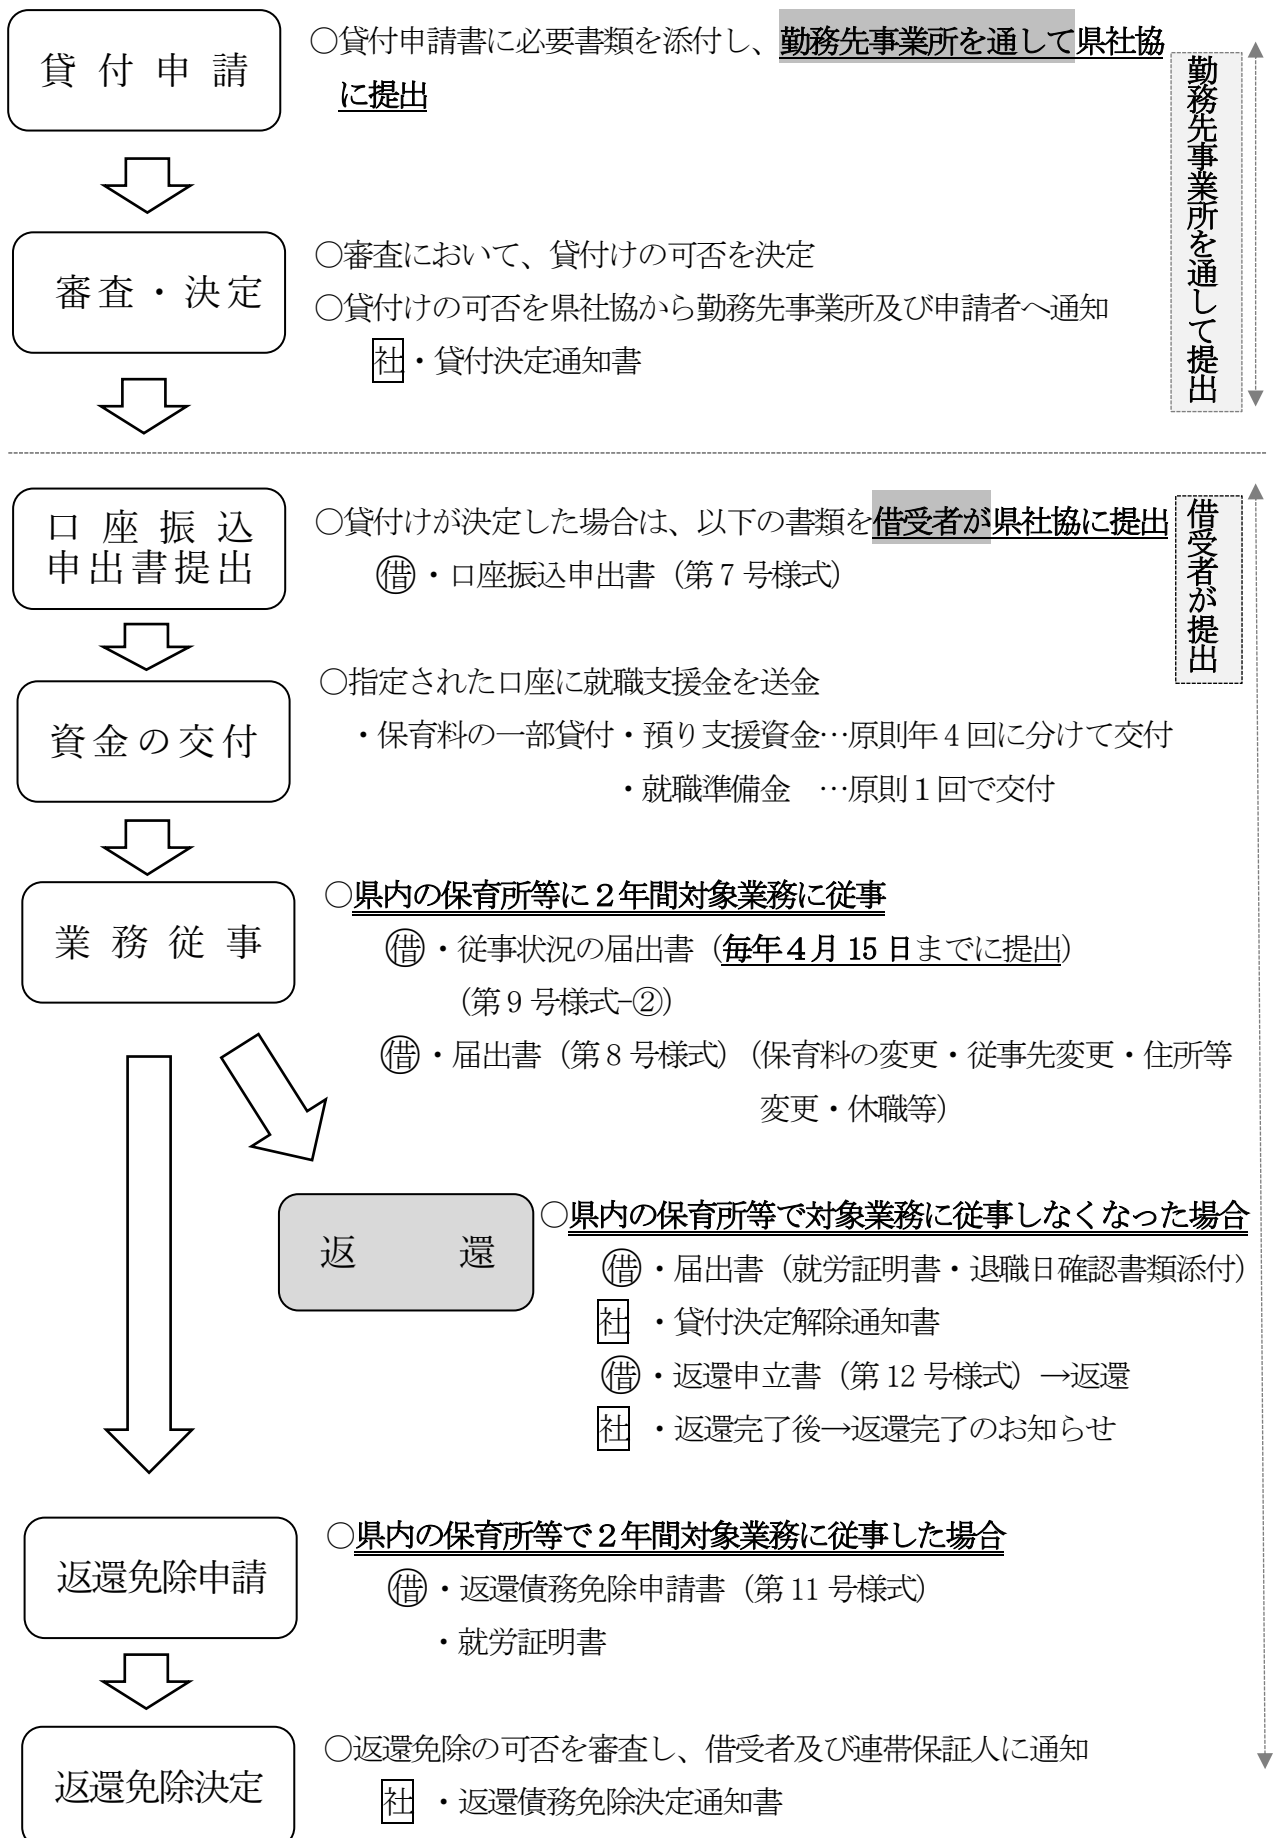 貸付申請
○貸付申請書に必要書類を添付し、勤務先事業所を通して県社協
に提出
勤務先事業所を通して提出
審査・決定
○審査において、貸付けの可否を決定
○貸付けの可否を県社協から勤務先事業所及び申請者へ通知
社・貸付決定通知書
口座振込
申出書提出
○貸付けが決定した場合は、以下の書類を借受者が県社協に提出
借・口座振込申出書（第７号様式）
借受者が提出
資金の交付
○指定された口座に就職支援金を送金
・保育料の一部貸付・預り支援資金…原則年４回に分けて交付
・就職準備金　…原則１回で交付
業務従事
○県内の保育所等に２年間対象業務に従事
借・従事状況の届出書（毎年４月15日までに提出）
（第９号様式-②）
借・届出書（第８号様式）（保育料の変更・従事先変更・住所等
変更・休職等）
返還
○県内の保育所等で対象業務に従事しなくなった場合
借・届出書（就労証明書・退職日確認書類添付）
社　・貸付決定解除通知書
借・返還申立書（第12号様式）→返還
社　・返還完了後→返還完了のお知らせ
返還免除申請
○県内の保育所等で２年間対象業務に従事した場合
借・返還債務免除申請書（第11号様式）
・就労証明書
返還免除決定
○返還免除の可否を審査し、借受者及び連帯保証人に通知
社　・返還債務免除決定通知書